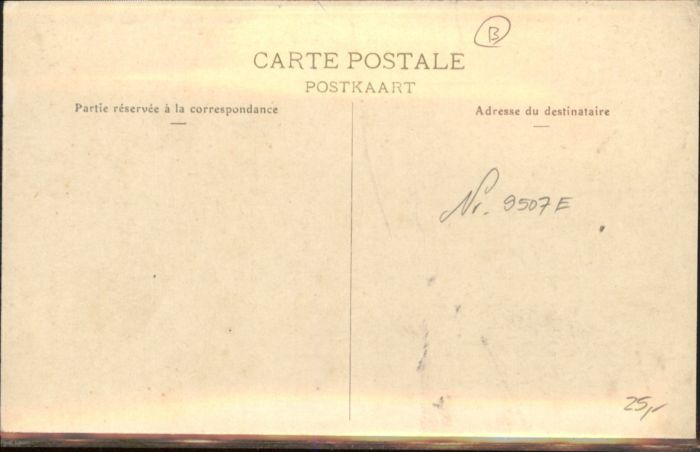 B
CARTE POSTALE
POSTKAART
Partie réservée à la correspondance
Adresse du destinataire
Nr. 9507E
25,-